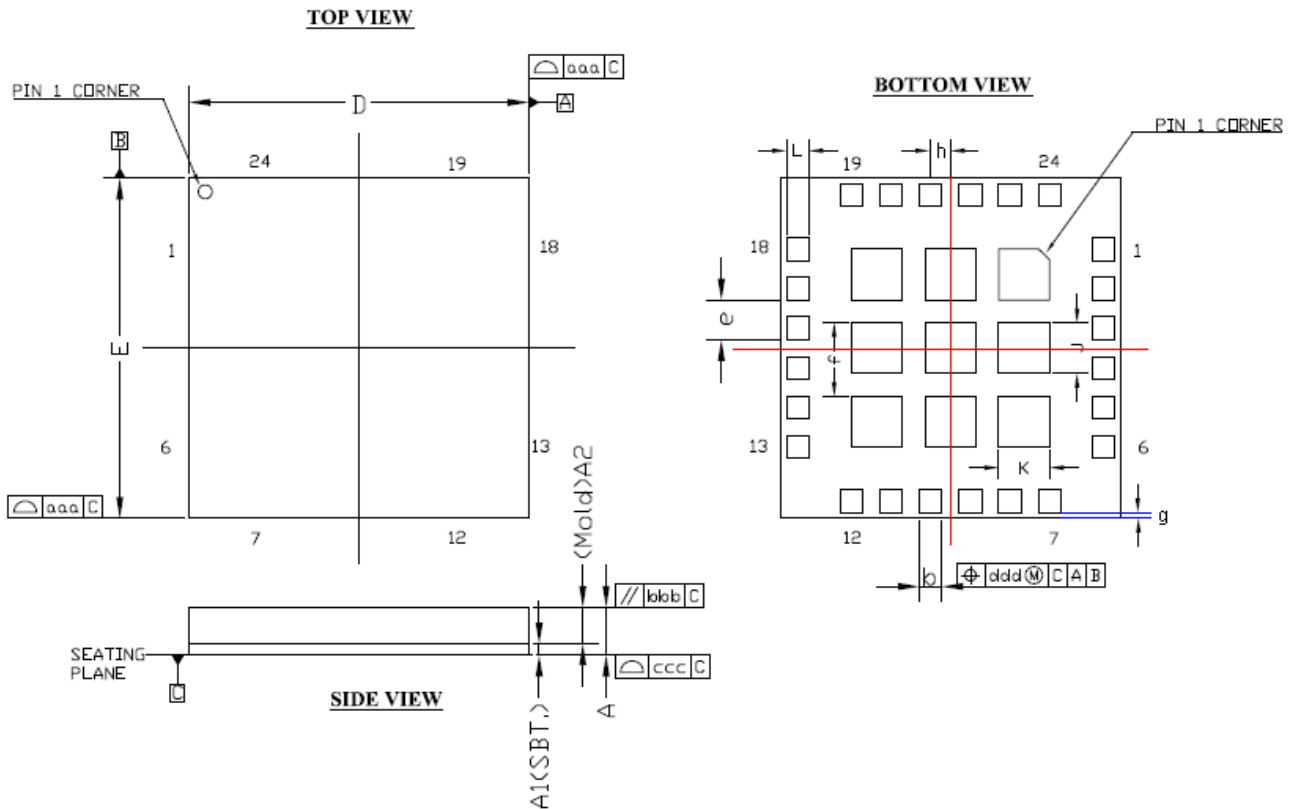 TOP VIEW
⌓ aaa C
PIN 1 CORNER
D
A
B
24
19
1
18
E
6
13
⌓ aaa C
7
12
(Mold)A2
// bbb C
SEATING
PLANE
C
⌓ ccc C
SIDE VIEW
A1(SBT.)
A
BOTTOM VIEW
PIN 1 CORNER
L
h
19
24
18
1
e
f
J
13
6
K
g
12
7
b
⌖ ddd Ⓜ C A B